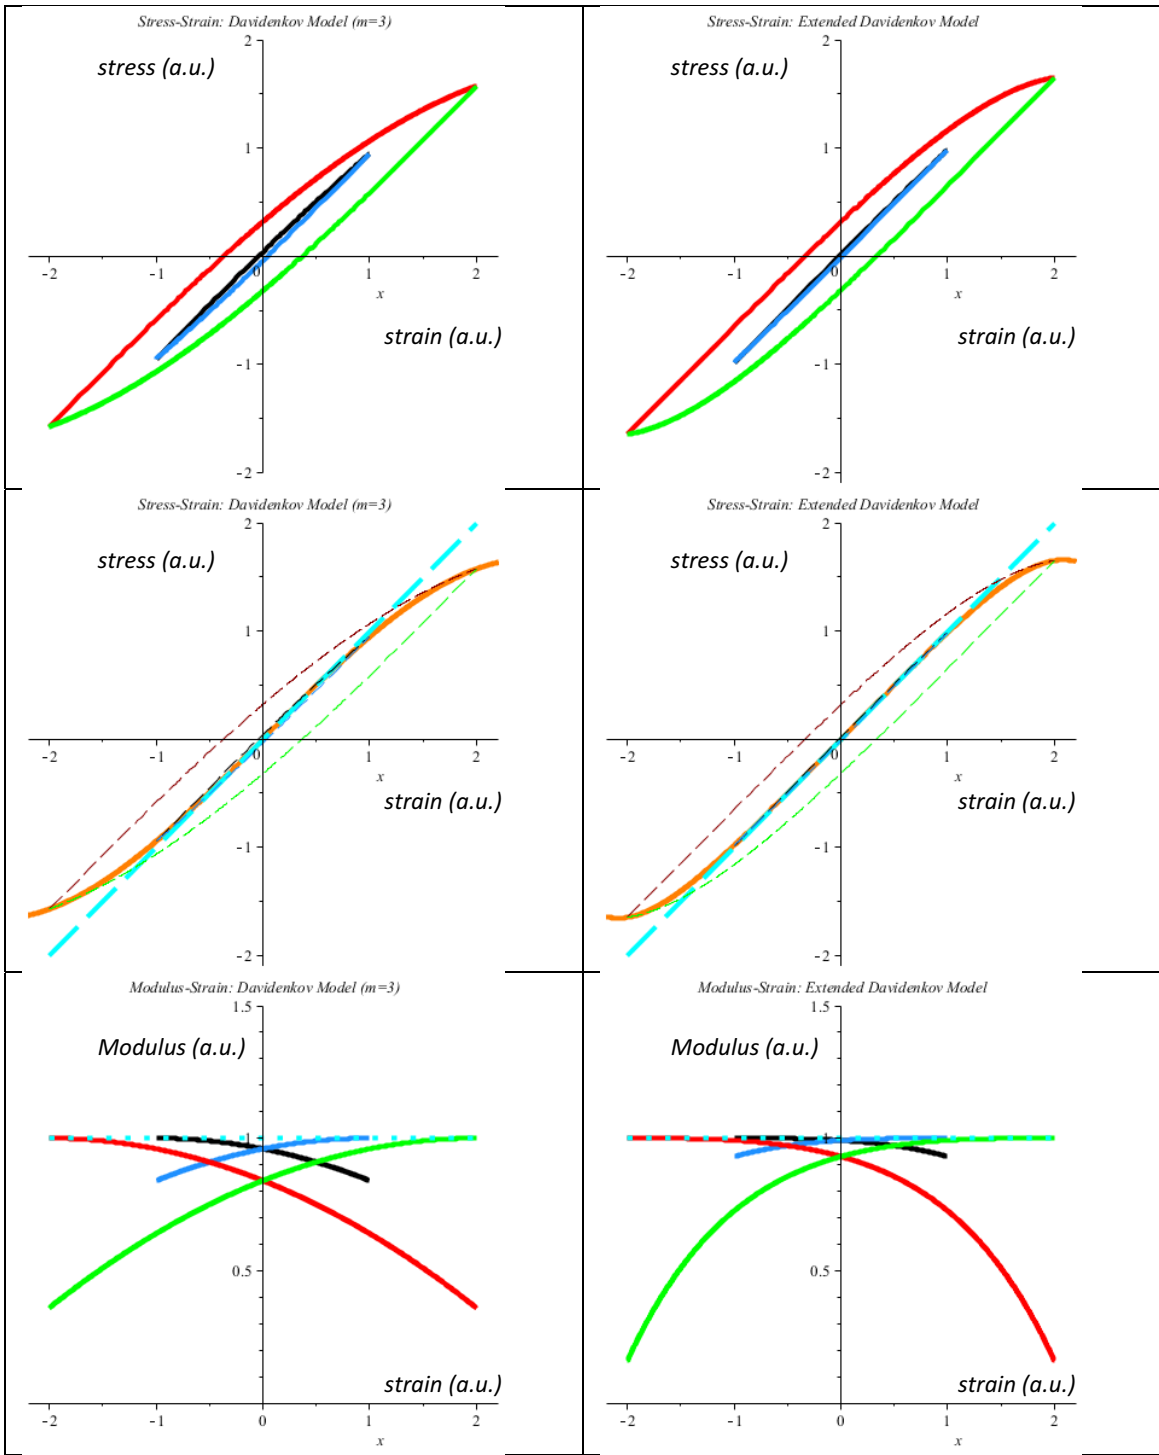 Stress-Strain: Davidenkov Model (m=3)
2
stress (a.u.)
1
-2
-1
0
1
2
x
strain (a.u.)
-1
-2
Stress-Strain: Extended Davidenkov Model
2
stress (a.u.)
1
-2
-1
0
1
2
x
strain (a.u.)
-1
-2
Stress-Strain: Davidenkov Model (m=3)
2
stress (a.u.)
1
-2
-1
0
1
2
x
strain (a.u.)
-1
-2
Stress-Strain: Extended Davidenkov Model
2
stress (a.u.)
1
-2
-1
0
1
2
x
strain (a.u.)
-1
-2
Modulus-Strain: Davidenkov Model (m=3)
1.5
Modulus (a.u.)
1
0.5
strain (a.u.)
-2
-1
0
1
2
x
Modulus-Strain: Extended Davidenkov Model
1.5
Modulus (a.u.)
1
0.5
strain (a.u.)
-2
-1
0
1
2
x